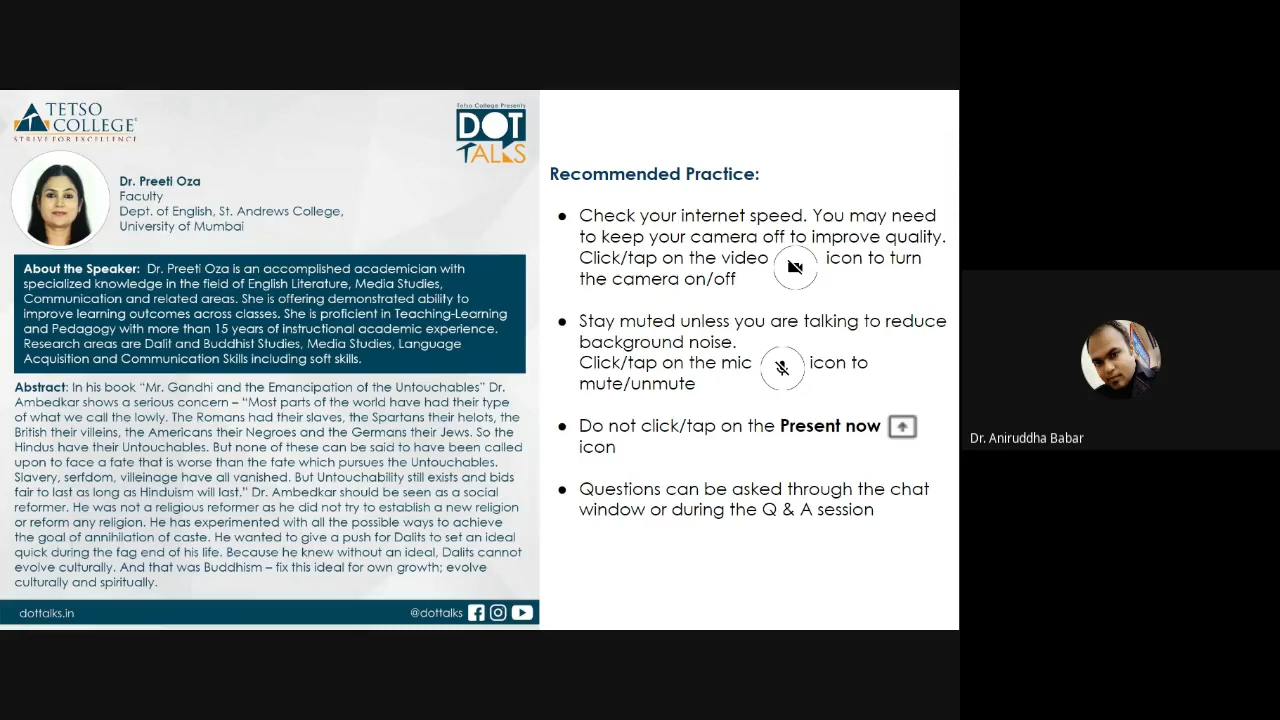 TETSO
COLLEGE
STRIVE FOR EXCELLENCE
Tetso College Presents
DOT
TALKS
Dr. Preeti Oza
Faculty
Dept. of English, St. Andrews College,
University of Mumbai
About the Speaker: Dr. Preeti Oza is an accomplished academician with
specialized knowledge in the field of English Literature, Media Studies,
Communication and related areas. She is offering demonstrated ability to
improve learning outcomes across classes. She is proficient in Teaching-Learning
and Pedagogy with more than 15 years of instructional academic experience.
Research areas are Dalit and Buddhist Studies, Media Studies, Language
Acquisition and Communication Skills including soft skills.
Abstract: In his book “Mr. Gandhi and the Emancipation of the Untouchables” Dr.
Ambedkar shows a serious concern – “Most parts of the world have had their type
of what we call the lowly. The Romans had their slaves, the Spartans their helots, the
British their villeins, the Americans their Negroes and the Germans their Jews. So the
Hindus have their Untouchables. But none of these can be said to have been called
upon to face a fate that is worse than the fate which pursues the Untouchables.
Slavery, serfdom, villeinage have all vanished. But Untouchability still exists and bids
fair to last as long as Hinduism will last.” Dr. Ambedkar should be seen as a social
reformer. He was not a religious reformer as he did not try to establish a new religion
or reform any religion. He has experimented with all the possible ways to achieve
the goal of annihilation of caste. He wanted to give a push for Dalits to set an ideal
quick during the fag end of his life. Because he knew without an ideal, Dalits cannot
evolve culturally. And that was Buddhism – fix this ideal for own growth; evolve
culturally and spiritually.
dottalks.in
@dottalks
Recommended Practice:
● Check your internet speed. You may need
to keep your camera off to improve quality.
Click/tap on the video icon to turn
the camera on/off
● Stay muted unless you are talking to reduce
background noise.
Click/tap on the mic icon to
mute/unmute
● Do not click/tap on the Present now
icon
● Questions can be asked through the chat
window or during the Q & A session
Dr. Aniruddha Babar